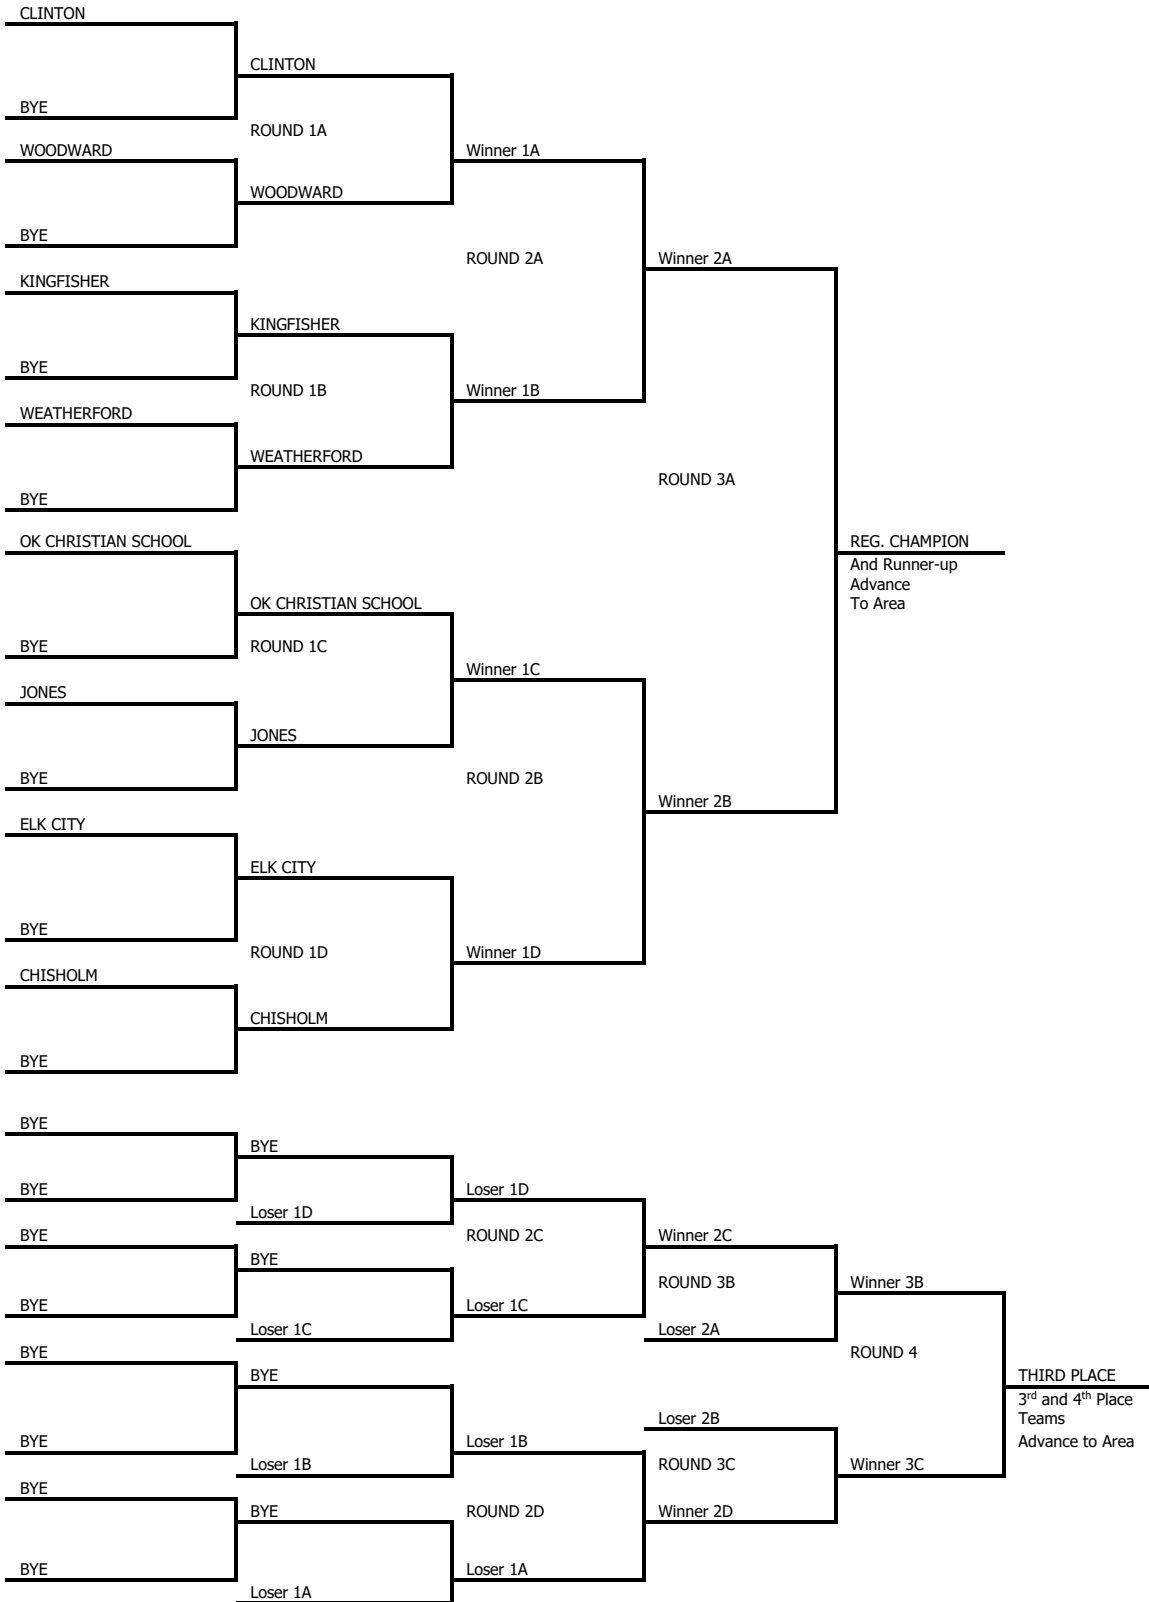 CLINTON
CLINTON
BYE
ROUND 1A
WOODWARD
Winner 1A
WOODWARD
BYE
ROUND 2A
Winner 2A
KINGFISHER
KINGFISHER
BYE
ROUND 1B
Winner 1B
WEATHERFORD
WEATHERFORD
ROUND 3A
BYE
OK CHRISTIAN SCHOOL
REG. CHAMPION
And Runner-up
Advance
To Area
OK CHRISTIAN SCHOOL
BYE
ROUND 1C
Winner 1C
JONES
JONES
BYE
ROUND 2B
Winner 2B
ELK CITY
ELK CITY
BYE
ROUND 1D
Winner 1D
CHISHOLM
CHISHOLM
BYE
BYE
BYE
BYE
Loser 1D
Loser 1D
BYE
ROUND 2C
Winner 2C
BYE
ROUND 3B
Winner 3B
BYE
Loser 1C
Loser 1C
Loser 2A
BYE
ROUND 4
BYE
THIRD PLACE
3rd and 4th Place
Teams
Advance to Area
Loser 2B
BYE
Loser 1B
Loser 1B
ROUND 3C
Winner 3C
BYE
BYE
ROUND 2D
Winner 2D
BYE
Loser 1A
Loser 1A